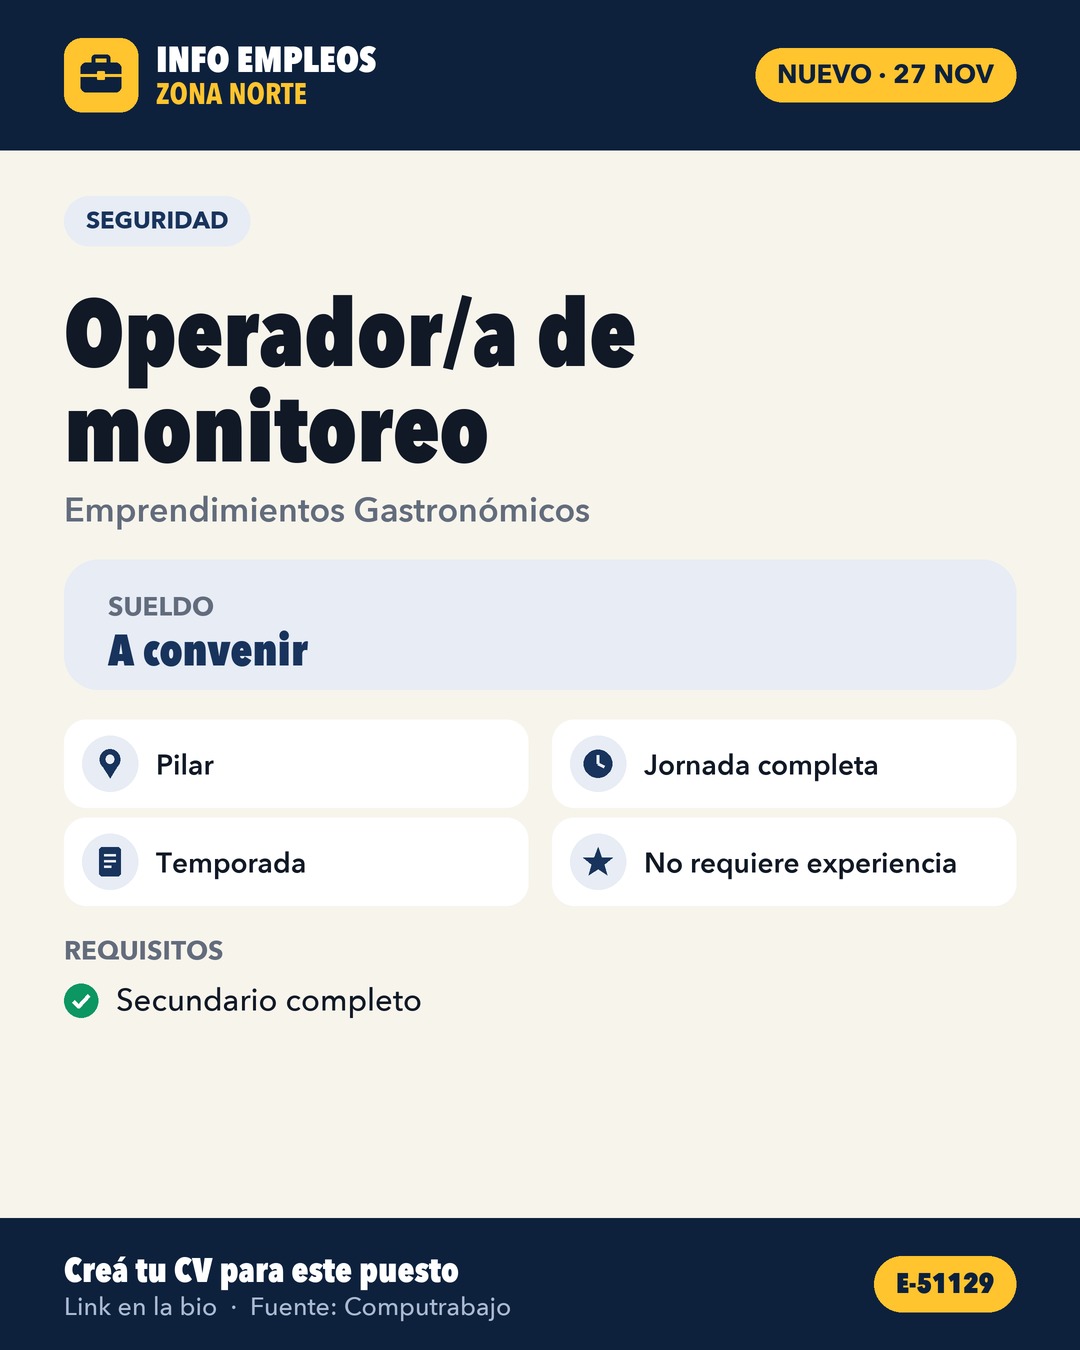 INFO EMPLEOS
ZONA NORTE
NUEVO · 27 NOV
SEGURIDAD
Operador/a de
monitoreo
Emprendimientos Gastronómicos
SUELDO
A convenir
Pilar
Jornada completa
Temporada
No requiere experiencia
REQUISITOS
Secundario completo
Creá tu CV para este puesto
Link en la bio · Fuente: Computrabajo
E-51129